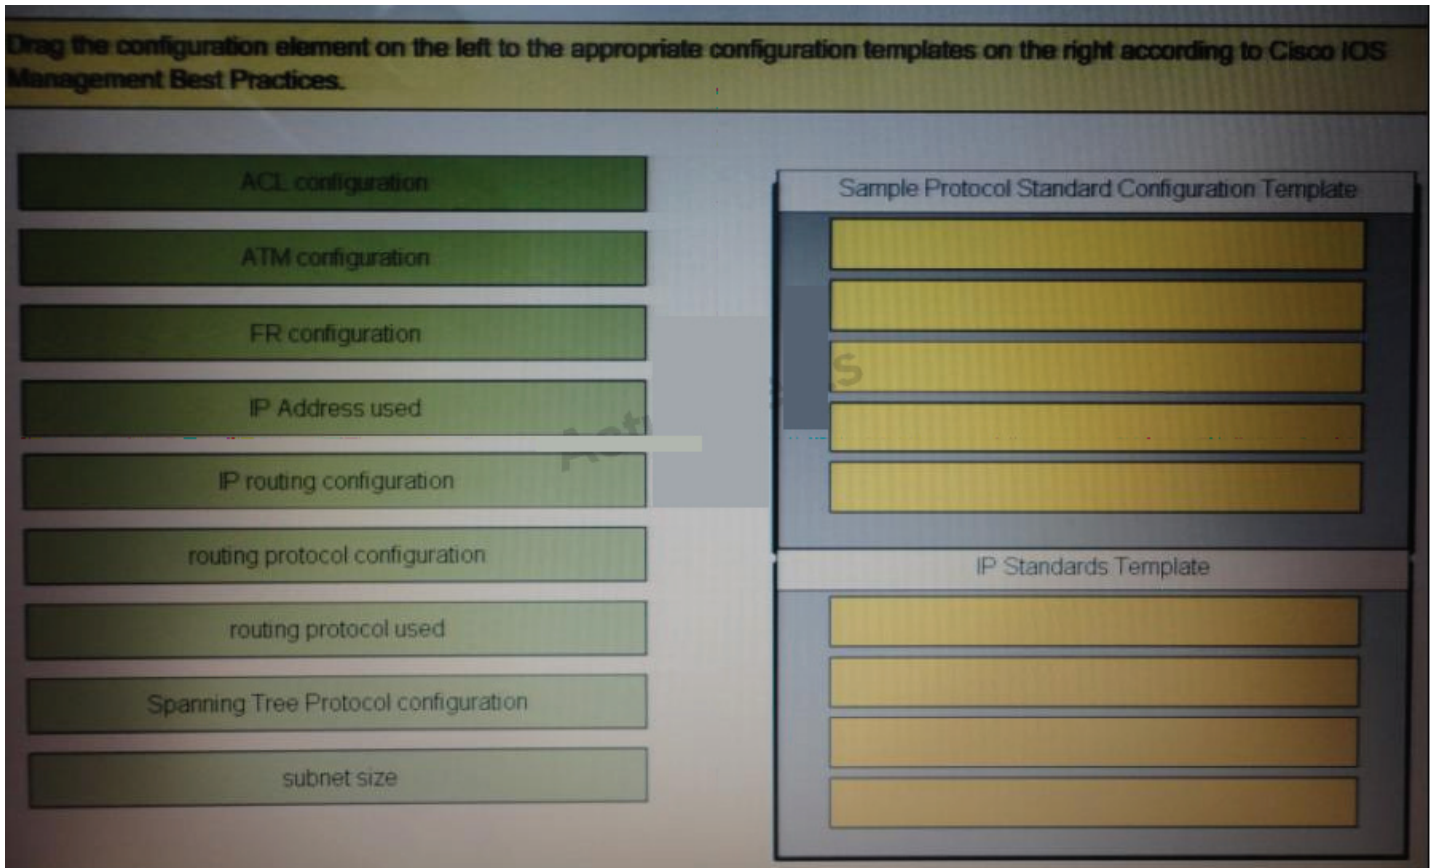 Drag the configuration element on the left to the appropriate configuration templates on the right according to Cisco IOS
Management Best Practices.
ACL configuration
ATM configuration
FR configuration
IP Address used
IP routing configuration
routing protocol configuration
routing protocol used
Spanning Tree Protocol configuration
subnet size
Sample Protocol Standard Configuration Template
IP Standards Template